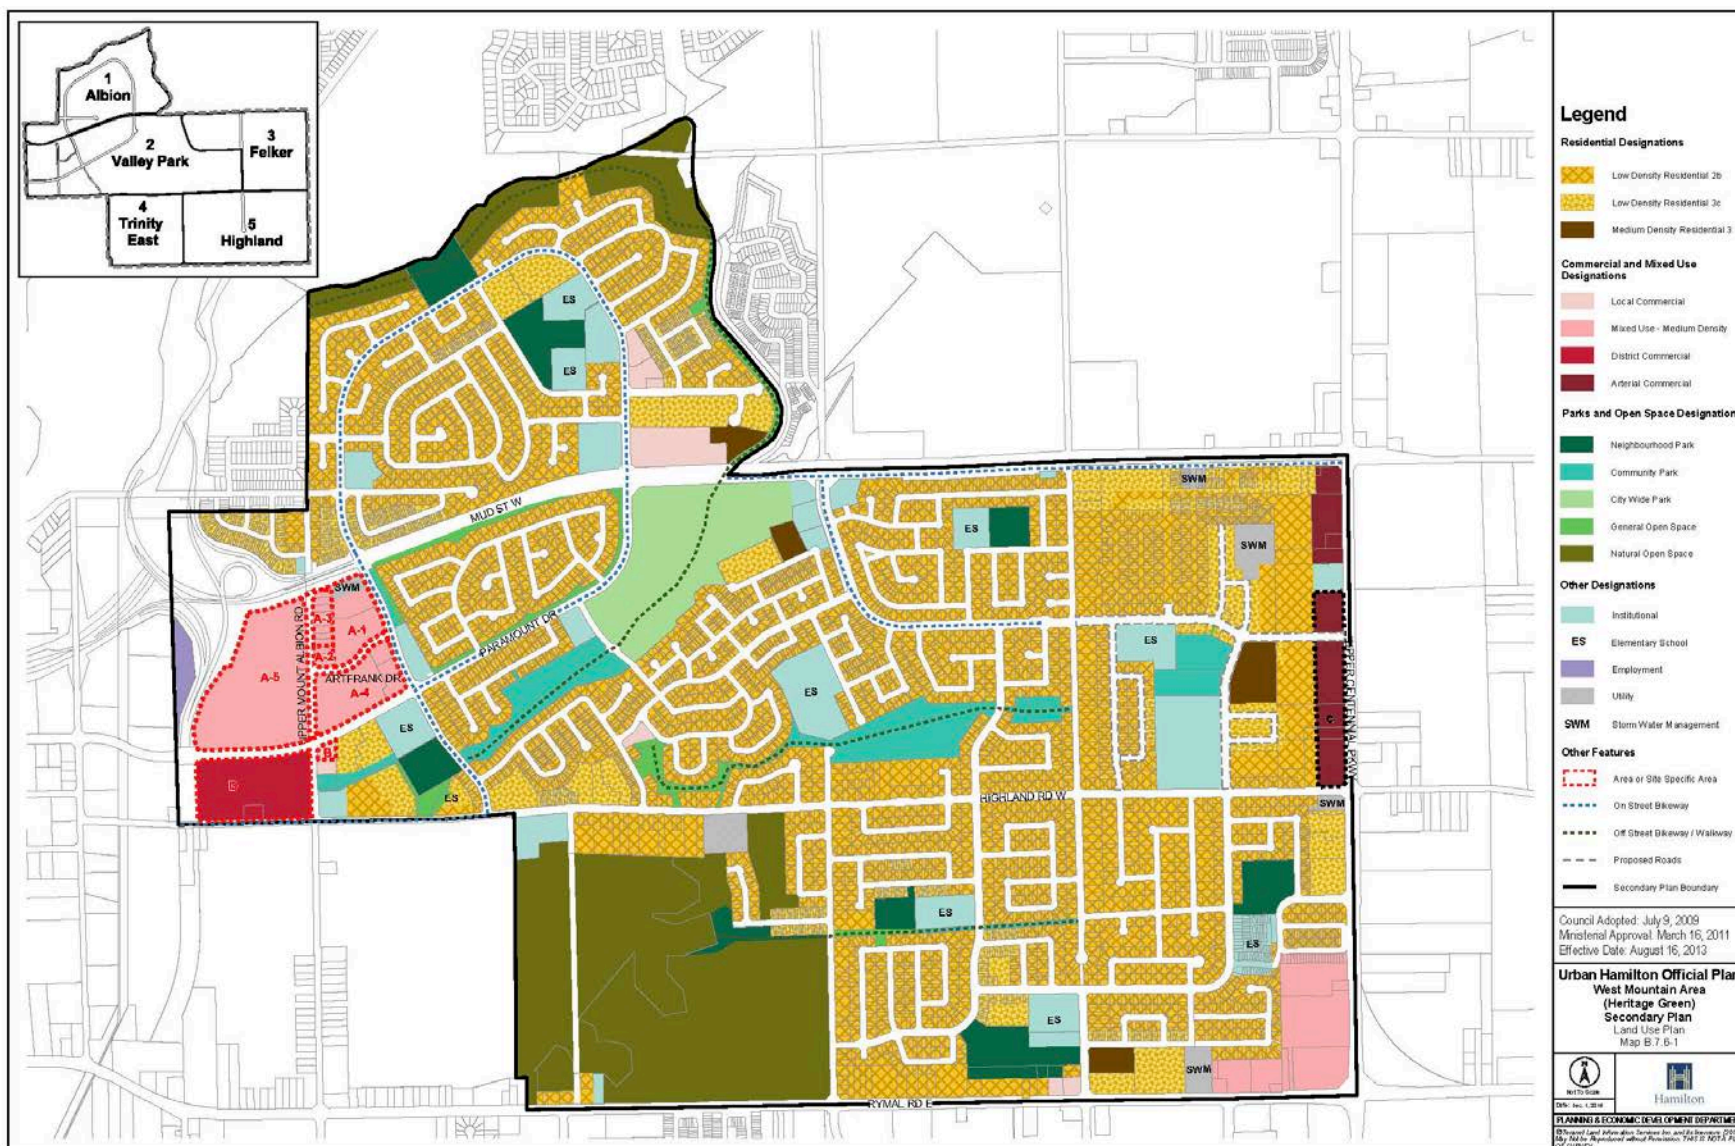 1
Albion
2
Valley Park
3
Felker
4
Trinity
East
5
Highland
ES
ES
MUD ST W
SWM
SWM
ES
SWM
A-3
A-1
A-2
A-5
ARTFRANK DR
A-4
PARAMOUNT DR
UPPER MOUNT ALBION RD
ES
ES
ES
B
D
ES
C
UPPER CENTENNIAL PKWY
HIGHLAND RD W
SWM
ES
ES
ES
SWM
RYMAL RD E
Legend
Residential Designations
Low Density Residential 2b
Low Density Residential 3c
Medium Density Residential 3
Commercial and Mixed Use
Designations
Local Commercial
Mixed Use - Medium Density
District Commercial
Arterial Commercial
Parks and Open Space Designation
Neighbourhood Park
Community Park
City Wide Park
General Open Space
Natural Open Space
Other Designations
Institutional
ES Elementary School
Employment
Utility
SWM Storm Water Management
Other Features
Area or Site Specific Area
On Street Bikeway
Off Street Bikeway / Walkway
Proposed Roads
Secondary Plan Boundary
Council Adopted: July 9, 2009
Ministerial Approval: March 16, 2011
Effective Date: August 16, 2013
Urban Hamilton Official Plan
West Mountain Area
(Heritage Green)
Secondary Plan
Land Use Plan
Map B.7.6-1
Not To Scale
Hamilton
PLANNING & ECONOMIC DEVELOPMENT DEPARTME